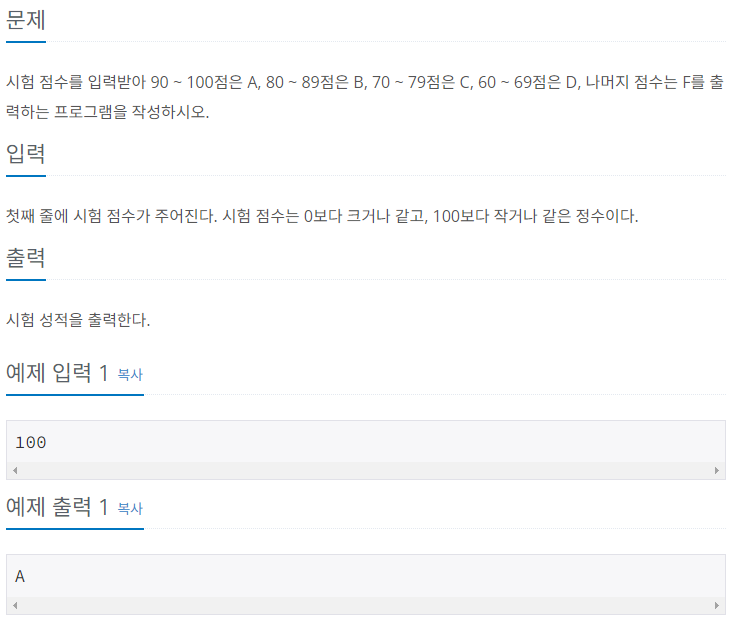 문제
시험 점수를 입력받아 90 ~ 100점은 A, 80 ~ 89점은 B, 70 ~ 79점은 C, 60 ~ 69점은 D, 나머지 점수는 F를 출
력하는 프로그램을 작성하시오.
입력
첫째 줄에 시험 점수가 주어진다. 시험 점수는 0보다 크거나 같고, 100보다 작거나 같은 정수이다.
출력
시험 성적을 출력한다.
예제 입력 1 복사
100
예제 출력 1 복사
A